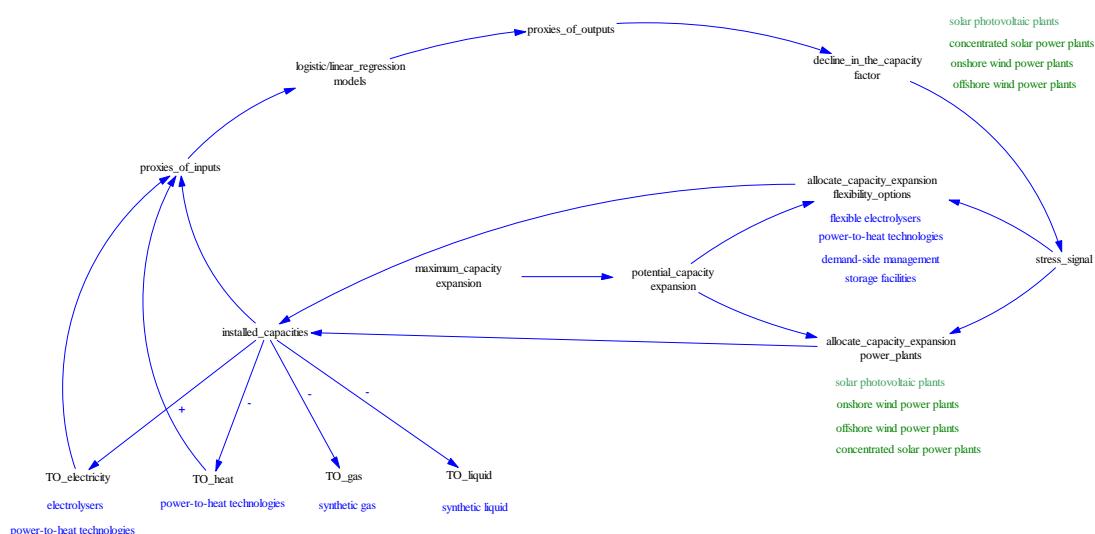 solar photovoltaic plants
proxies_of_outputs
concentrated solar power plants
logistic/linear_regression
models
decline_in_the_capacity
factor
onshore wind power plants
offshore wind power plants
proxies_of_inputs
allocate_capacity_expansion
flexibility_options
flexible electrolysers
power-to-heat technologies
demand-side management
storage facilities
stress_signal
maximum_capacity
expansion
potential_capacity
expansion
installed_capacities
allocate_capacity_expansion
power_plants
solar photovoltaic plants
onshore wind power plants
offshore wind power plants
concentrated solar power plants
+
-
-
-
TO_electricity
electrolysers
power-to-heat technologies
TO_heat
power-to-heat technologies
TO_gas
synthetic gas
TO_liquid
synthetic liquid